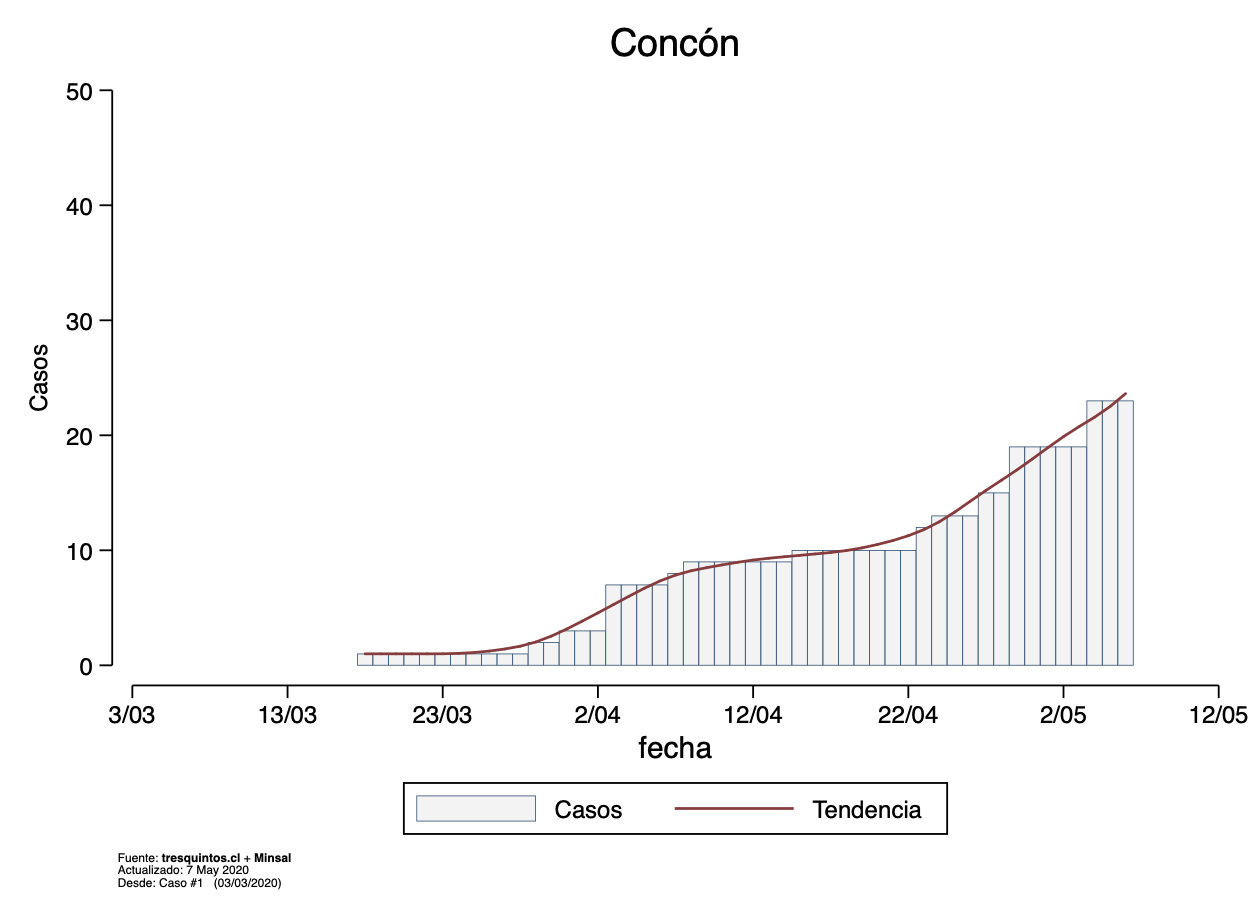 Concón
50
40
30
20
10
0
Casos
3/03 13/03 23/03 2/04 12/04 22/04 2/05 12/05
fecha
Casos Tendencia
Fuente: tresquintos.cl + Minsal
Actualizado: 7 May 2020
Desde: Caso #1 (03/03/2020)